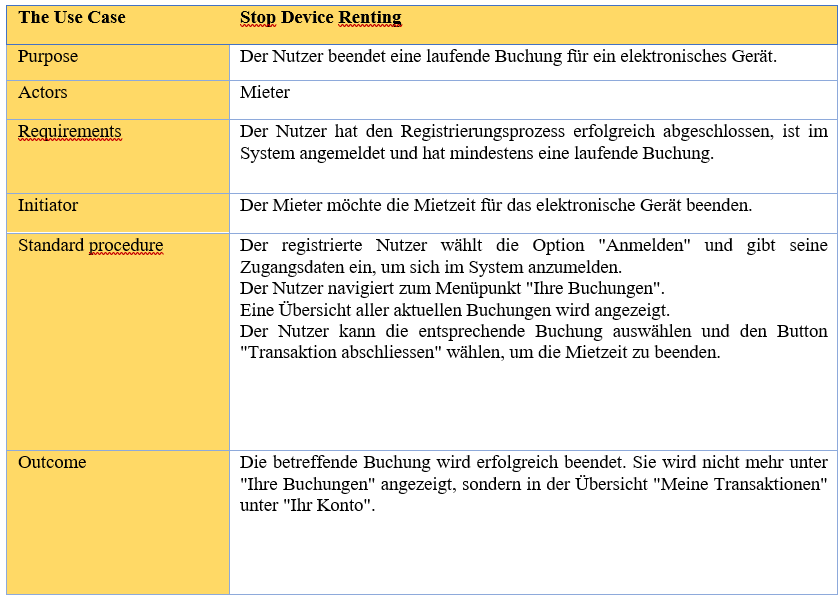 The Use Case
Stop Device Renting
Purpose
Der Nutzer beendet eine laufende Buchung für ein elektronisches Gerät.
Actors
Mieter
Requirements
Der Nutzer hat den Registrierungsprozess erfolgreich abgeschlossen, ist im
System angemeldet und hat mindestens eine laufende Buchung.
Initiator
Der Mieter möchte die Mietzeit für das elektronische Gerät beenden.
Standard procedure
Der registrierte Nutzer wählt die Option "Anmelden" und gibt seine
Zugangsdaten ein, um sich im System anzumelden.
Der Nutzer navigiert zum Menüpunkt "Ihre Buchungen".
Eine Übersicht aller aktuellen Buchungen wird angezeigt.
Der Nutzer kann die entsprechende Buchung auswählen und den Button
"Transaktion abschliessen" wählen, um die Mietzeit zu beenden.
Outcome
Die betreffende Buchung wird erfolgreich beendet. Sie wird nicht mehr unter
"Ihre Buchungen" angezeigt, sondern in der Übersicht "Meine Transaktionen"
unter "Ihr Konto".